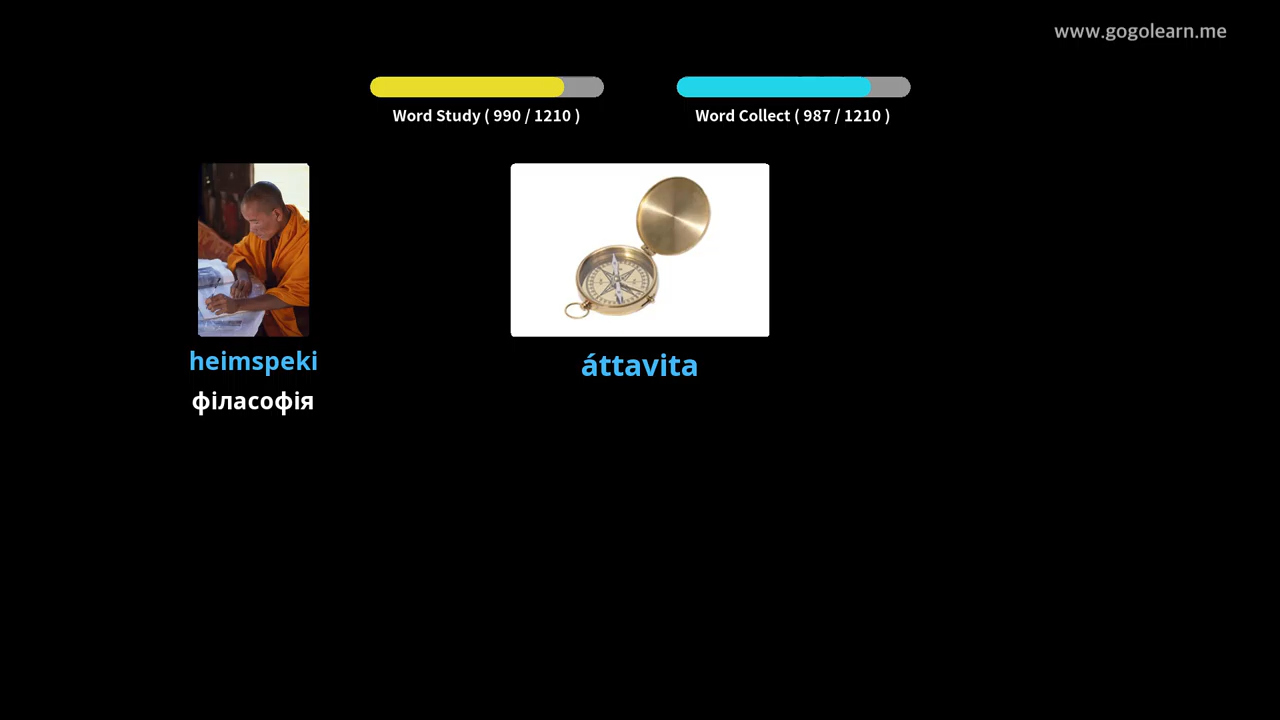 www.gogolearn.me
Word Study ( 990 / 1210 )
Word Collect ( 987 / 1210 )
heimspeki
філасофія
áttavita